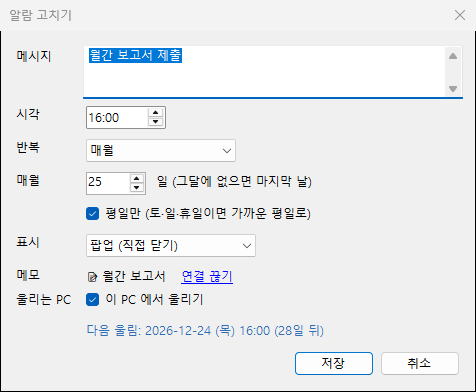 알람 고치기
메시지 월간 보고서 제출
시각 16:00
반복 매월
매월 25 일 (그달에 없으면 마지막 날)
평일만 (토·일·휴일이면 가까운 평일로)
표시 팝업 (직접 닫기)
메모 월간 보고서 연결 끊기
울리는 PC 이 PC 에서 울리기
다음 울림: 2026-12-24 (목) 16:00 (28일 뒤)
저장 취소